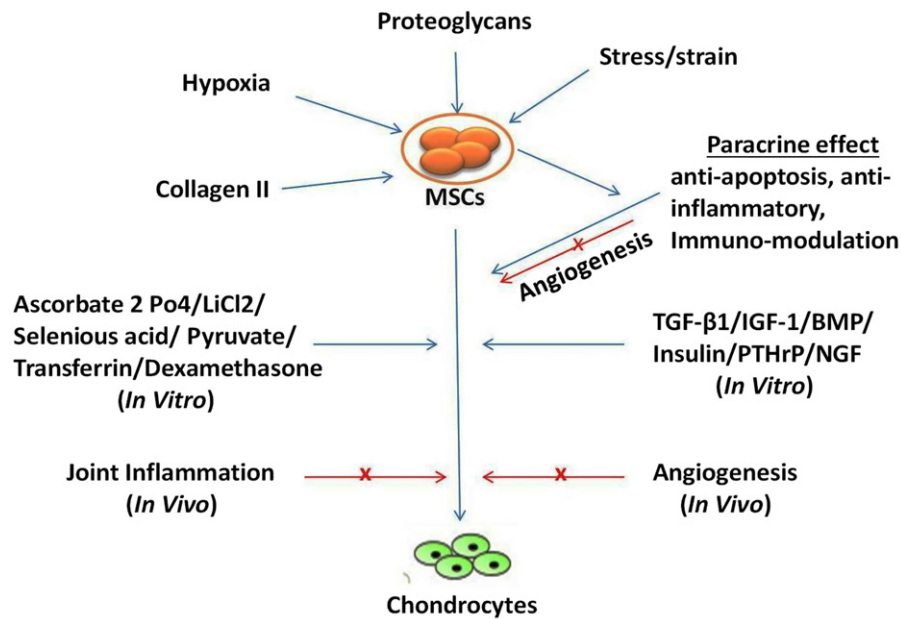 Proteoglycans
Stress/strain
Hypoxia
Paracrine effect
anti-apoptosis, anti-
inflammatory,
Immuno-modulation
Collagen II
MSCs
x
Angiogenesis
Ascorbate 2 Po4/LiCl2/
Selenious acid/ Pyruvate/
Transferrin/Dexamethasone
(In Vitro)
TGF-β1/IGF-1/BMP/
Insulin/PTHrP/NGF
(In Vitro)
Joint Inflammation
(In Vivo)
x
x
Angiogenesis
(In Vivo)
Chondrocytes